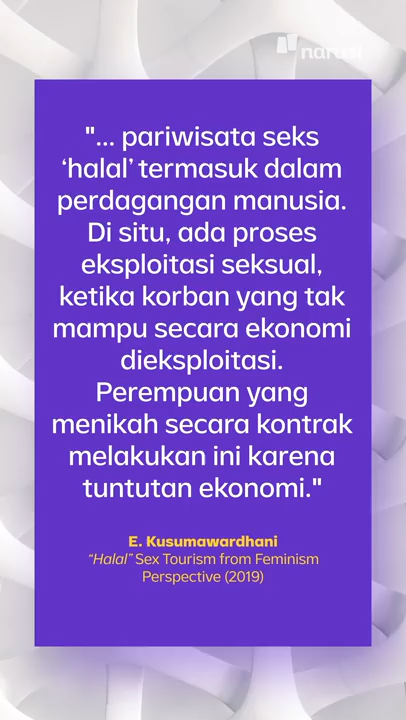 narasi
"... pariwisata seks
‘halal’ termasuk dalam
perdagangan manusia.
Di situ, ada proses
eksploitasi seksual,
ketika korban yang tak
mampu secara ekonomi
dieksploitasi.
Perempuan yang
menikah secara kontrak
melakukan ini karena
tuntutan ekonomi."
E. Kusumawardhani
“Halal” Sex Tourism from Feminism
Perspective (2019)